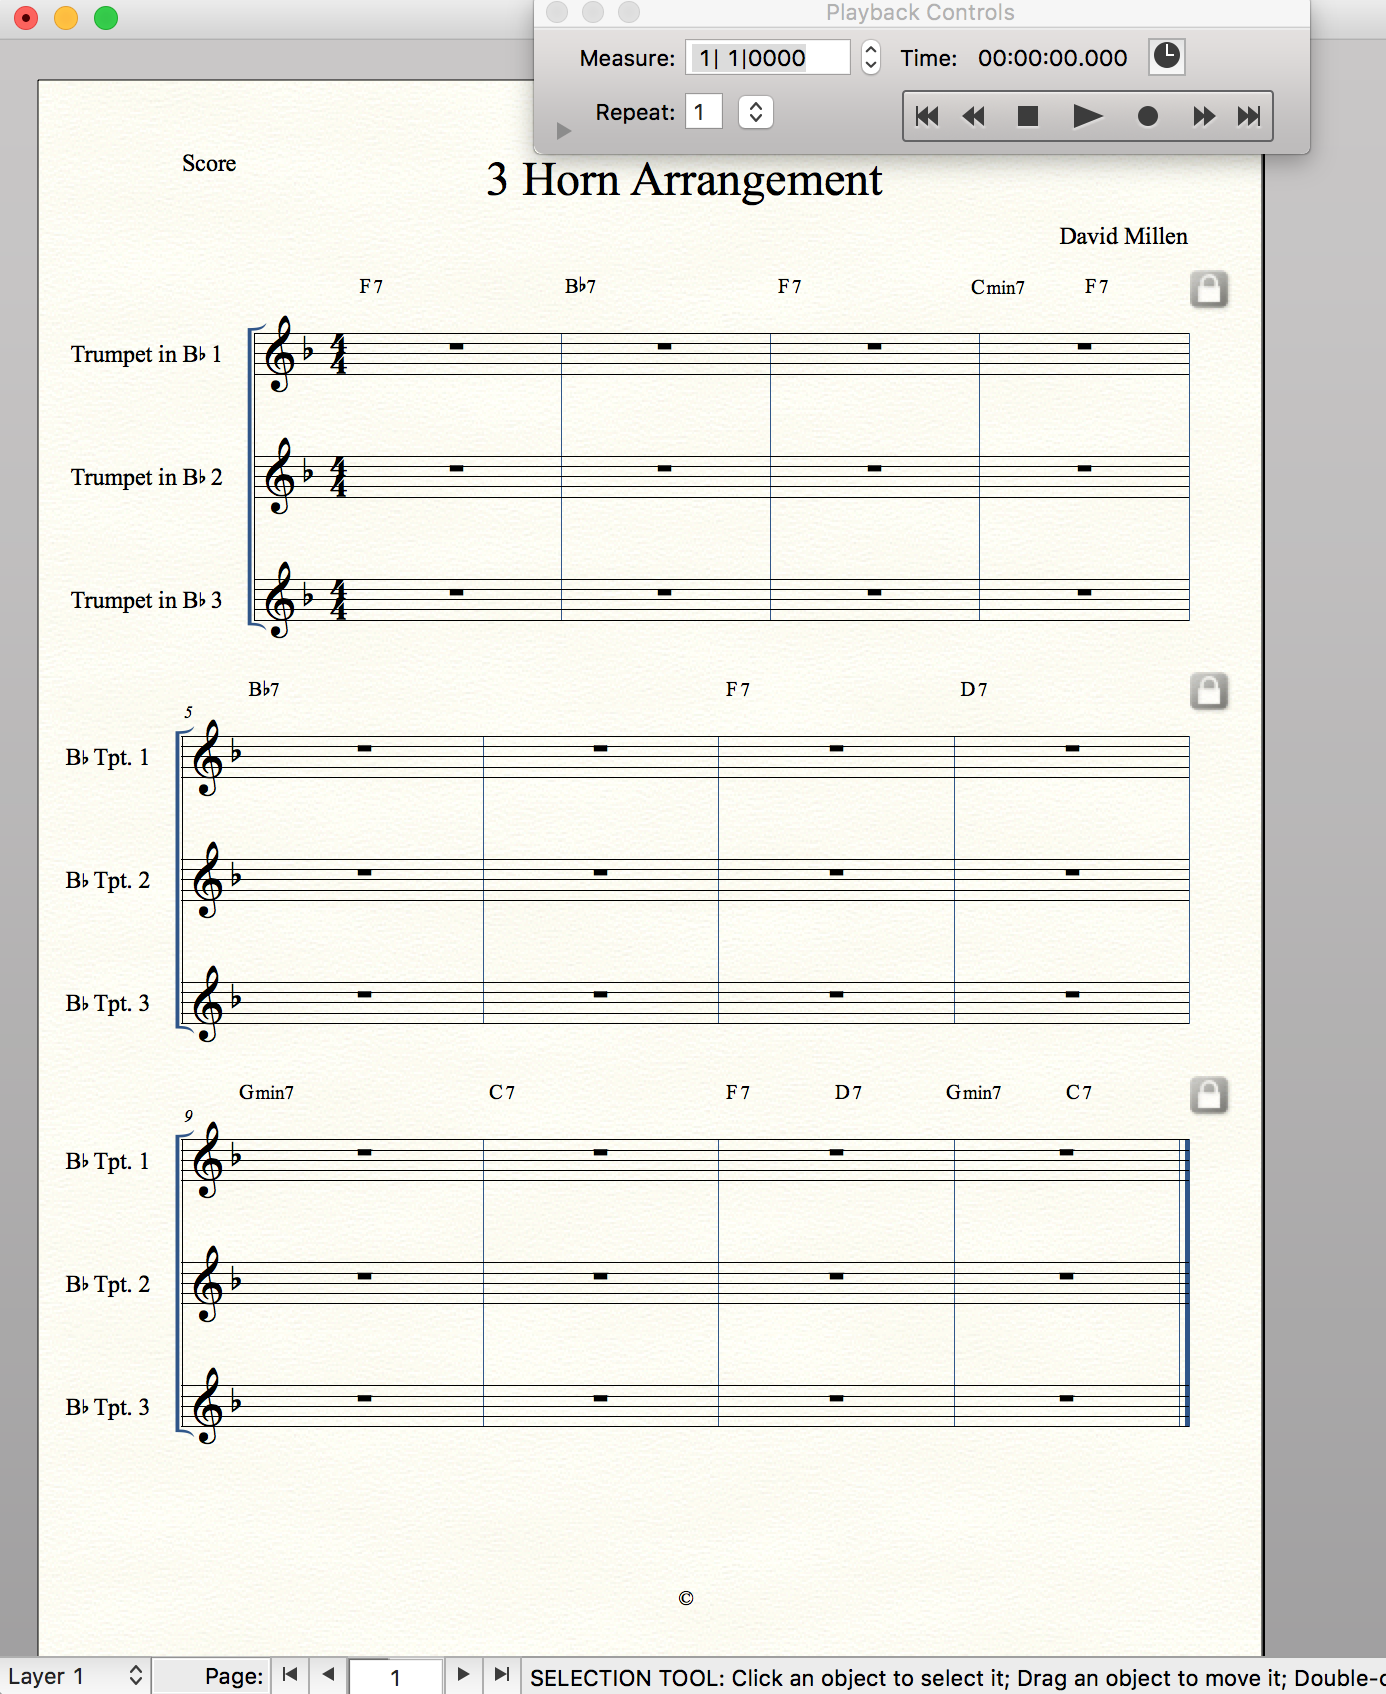 Playback Controls
Measure: 1| 1|0000 Time: 00:00:00.000
Repeat: 1
Score
3 Horn Arrangement
David Millen
F7 B♭7 F7 Cmin7 F7
Trumpet in B♭ 1
Trumpet in B♭ 2
Trumpet in B♭ 3
B♭7 F7 D7
5
B♭ Tpt. 1
B♭ Tpt. 2
B♭ Tpt. 3
Gmin7 C7 F7 D7 Gmin7 C7
9
B♭ Tpt. 1
B♭ Tpt. 2
B♭ Tpt. 3
©
Layer 1 Page: 1 SELECTION TOOL: Click an object to select it; Drag an object to move it; Double-c